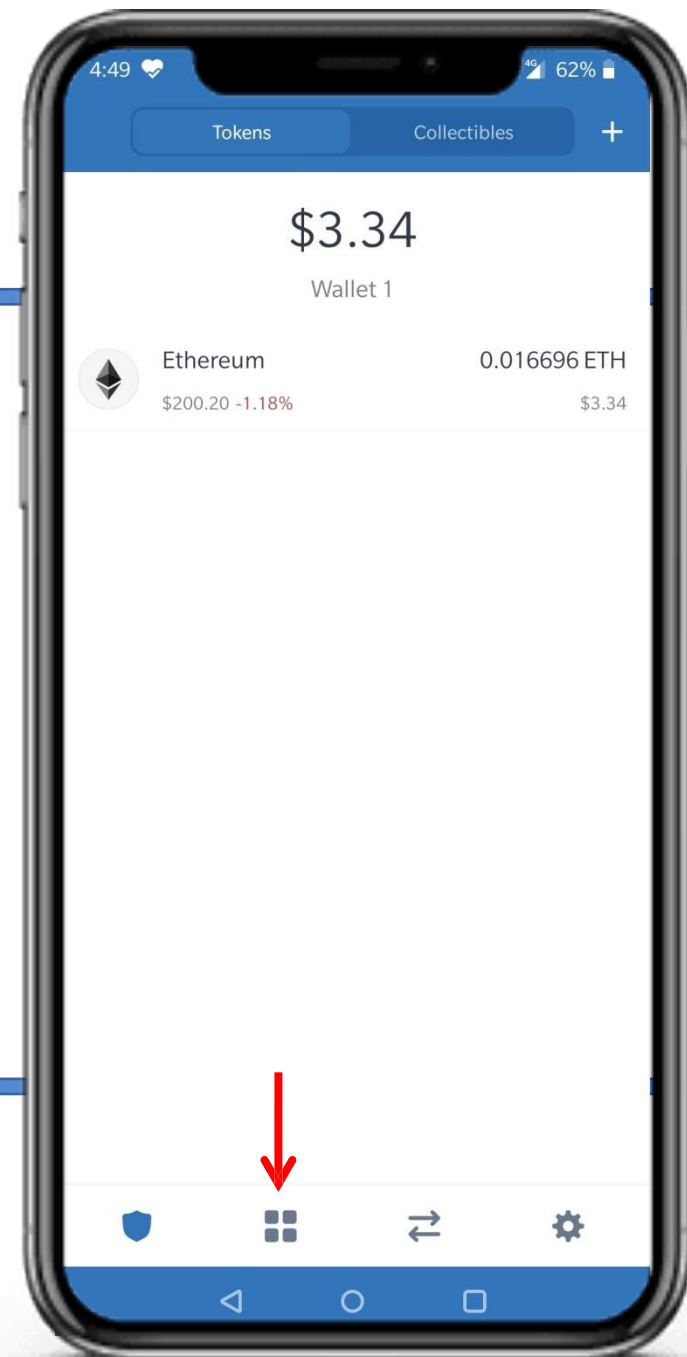 4:49 4G 62%
Tokens Collectibles +
$3.34
Wallet 1
Ethereum 0.016696 ETH
$200.20 -1.18% $3.34